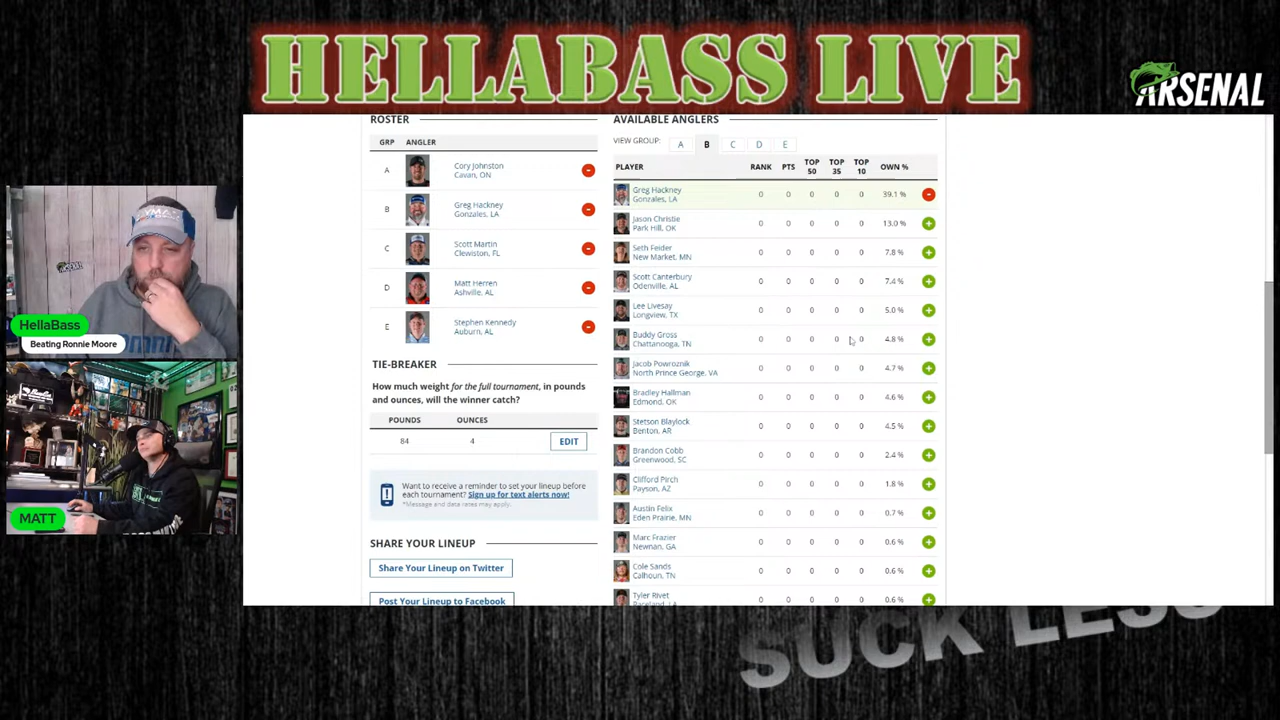 HELLABASS LIVE
ARSENAL
HellaBass
Beating Ronnie Moore
MATT
ROSTER
GRP ANGLER
A Cory Johnston
Cavan, ON
B Greg Hackney
Gonzales, LA
C Scott Martin
Clewiston, FL
D Matt Herren
Ashville, AL
E Stephen Kennedy
Auburn, AL
TIE-BREAKER
How much weight for the full tournament, in pounds
and ounces, will the winner catch?
POUNDS OUNCES
84 4 EDIT
Want to receive a reminder to set your lineup before
each tournament? Sign up for text alerts now!
*Message and data rates may apply.
SHARE YOUR LINEUP
Share Your Lineup on Twitter
Post Your Lineup to Facebook
AVAILABLE ANGLERS
VIEW GROUP: A B C D E
PLAYER RANK PTS TOP 50 TOP 35 TOP 10 OWN %
Greg Hackney
Gonzales, LA 0 0 0 0 0 39.1 %
Jason Christie
Park Hill, OK 0 0 0 0 0 13.0 %
Seth Feider
New Market, MN 0 0 0 0 0 7.8 %
Scott Canterbury
Odenville, AL 0 0 0 0 0 7.4 %
Lee Livesay
Longview, TX 0 0 0 0 0 5.0 %
Buddy Gross
Chattanooga, TN 0 0 0 0 0 4.8 %
Jacob Powroznik
North Prince George, VA 0 0 0 0 0 4.7 %
Bradley Hallman
Edmond, OK 0 0 0 0 0 4.6 %
Stetson Blaylock
Benton, AR 0 0 0 0 0 4.5 %
Brandon Cobb
Greenwood, SC 0 0 0 0 0 2.4 %
Clifford Pirch
Payson, AZ 0 0 0 0 0 1.8 %
Austin Felix
Eden Prairie, MN 0 0 0 0 0 0.7 %
Marc Frazier
Newnan, GA 0 0 0 0 0 0.6 %
Cole Sands
Calhoun, TN 0 0 0 0 0 0.6 %
Tyler Rivet
0 0 0 0 0 0.6 %
SUCK LESS